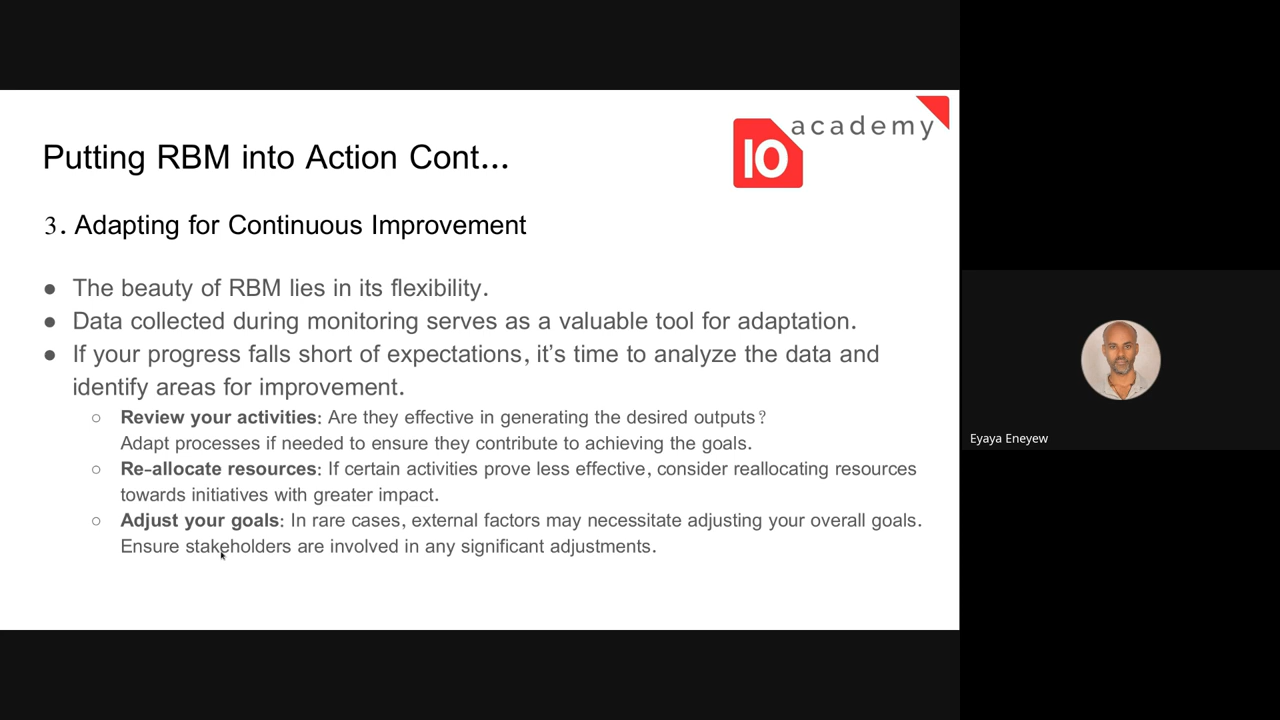 10 academy
Putting RBM into Action Cont...
3. Adapting for Continuous Improvement
● The beauty of RBM lies in its flexibility.
● Data collected during monitoring serves as a valuable tool for adaptation.
● If your progress falls short of expectations, it's time to analyze the data and
identify areas for improvement.
○ Review your activities: Are they effective in generating the desired outputs?
Adapt processes if needed to ensure they contribute to achieving the goals.
○ Re-allocate resources: If certain activities prove less effective, consider reallocating resources
towards initiatives with greater impact.
○ Adjust your goals: In rare cases, external factors may necessitate adjusting your overall goals.
Ensure stakeholders are involved in any significant adjustments.
Eyaya Eneyew